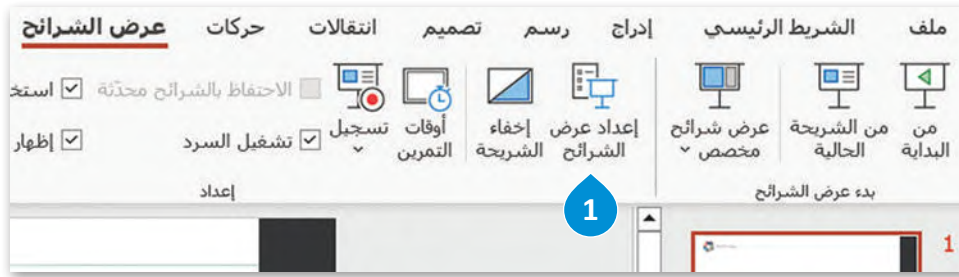 ملف الشريط الرئيسي إدراج رسم تصميم انتقالات حركات عرض الشرائح
من البداية
من الشريحة الحالية
عرض شرائح مخصص
إعداد عرض الشرائح
إخفاء الشريحة
أوقات التمرين
تسجيل
الاحتفاظ بالشرائح محدّثة
تشغيل السرد
إظهار
بدء عرض الشرائح
إعداد
1
1